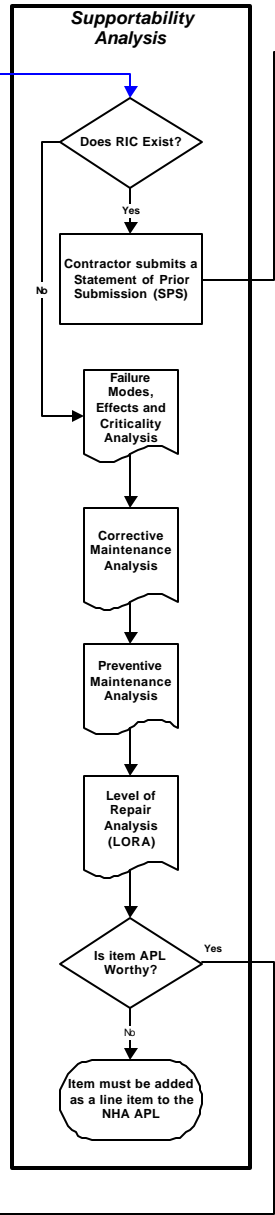 Supportability
Analysis
Does RIC Exist?
Yes
No
Contractor submits a
Statement of Prior
Submission (SPS)
Failure
Modes,
Effects and
Criticality
Analysis
Corrective
Maintenance
Analysis
Preventive
Maintenance
Analysis
Level of
Repair
Analysis
(LORA)
Is item APL
Worthy?
Yes
No
Item must be added
as a line item to the
NHA APL